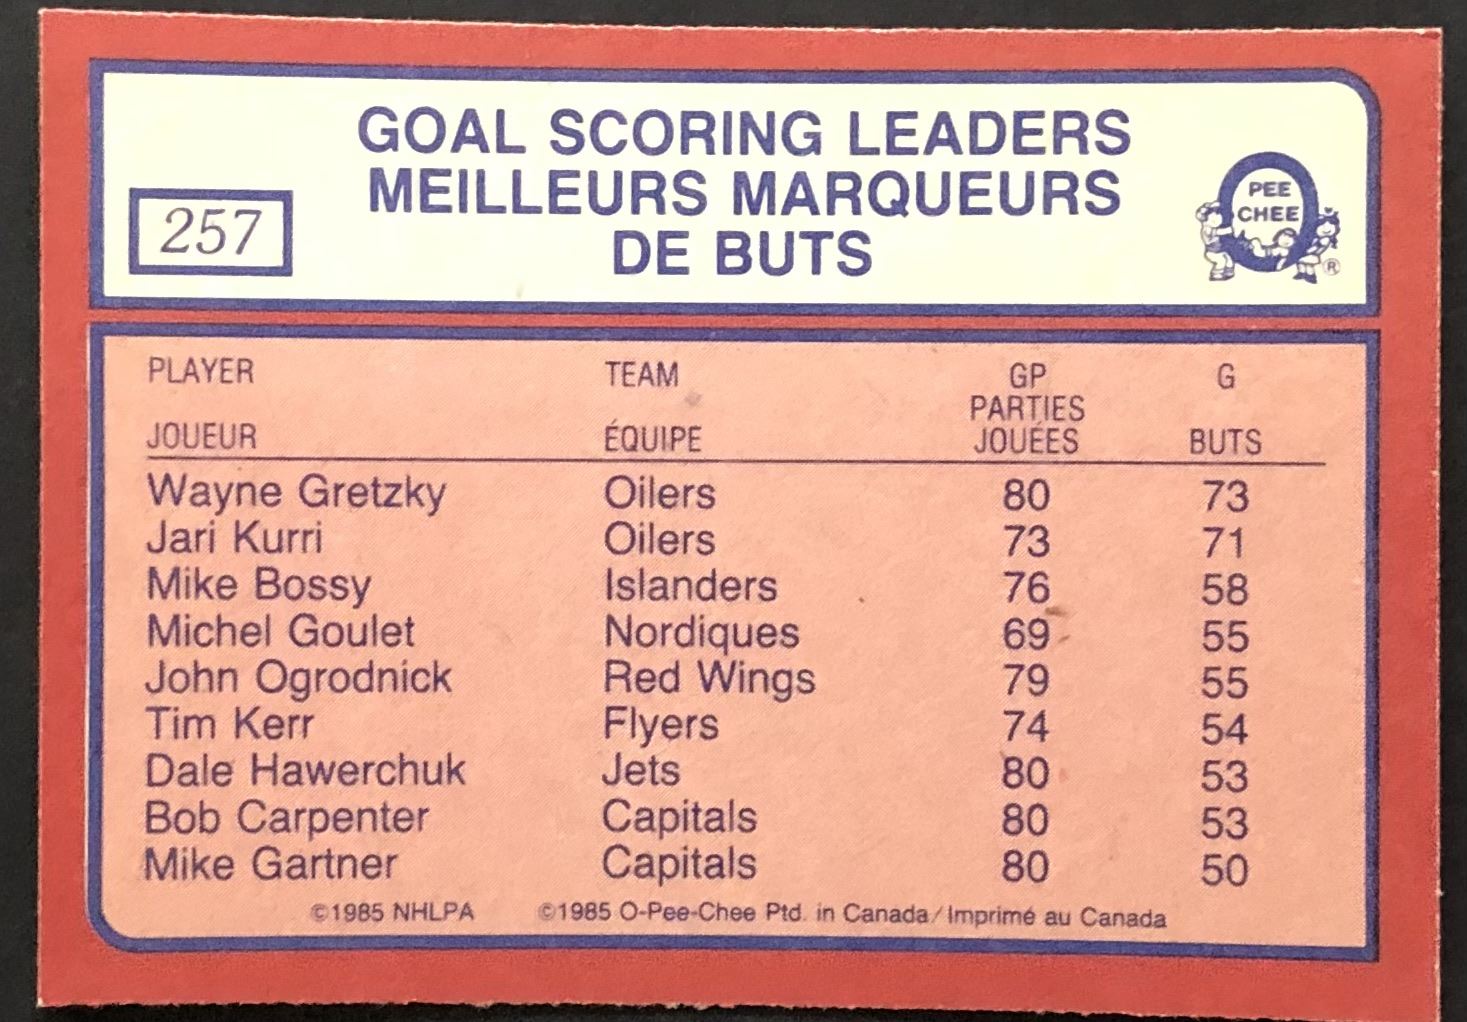 GOAL SCORING LEADERS
MEILLEURS MARQUEURS
DE BUTS
257
PEE
CHEE
®
PLAYER TEAM GP G
PARTIES
JOUEUR ÉQUIPE JOUÉES BUTS
Wayne Gretzky Oilers 80 73
Jari Kurri Oilers 73 71
Mike Bossy Islanders 76 58
Michel Goulet Nordiques 69 55
John Ogrodnick Red Wings 79 55
Tim Kerr Flyers 74 54
Dale Hawerchuk Jets 80 53
Bob Carpenter Capitals 80 53
Mike Gartner Capitals 80 50
©1985 NHLPA ©1985 O-Pee-Chee Ptd. in Canada/Imprimé au Canada